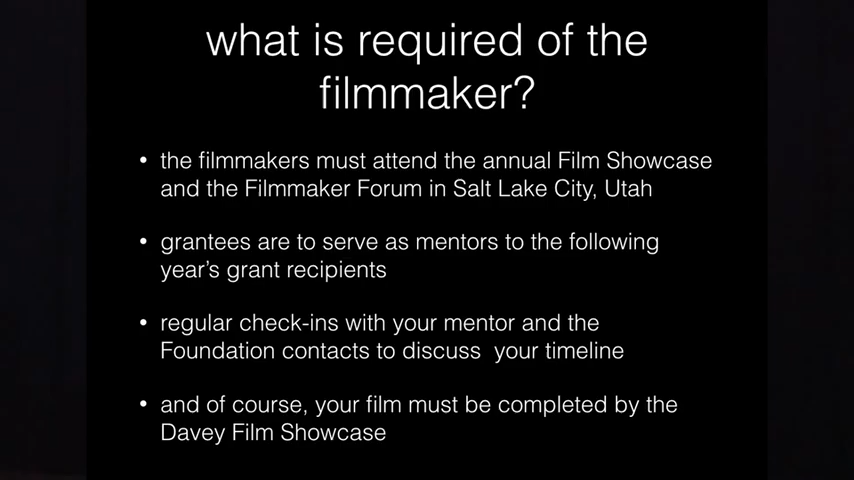 what is required of the
filmmaker?
• the filmmakers must attend the annual Film Showcase
and the Filmmaker Forum in Salt Lake City, Utah
• grantees are to serve as mentors to the following
year’s grant recipients
• regular check-ins with your mentor and the
Foundation contacts to discuss  your timeline
• and of course, your film must be completed by the
Davey Film Showcase